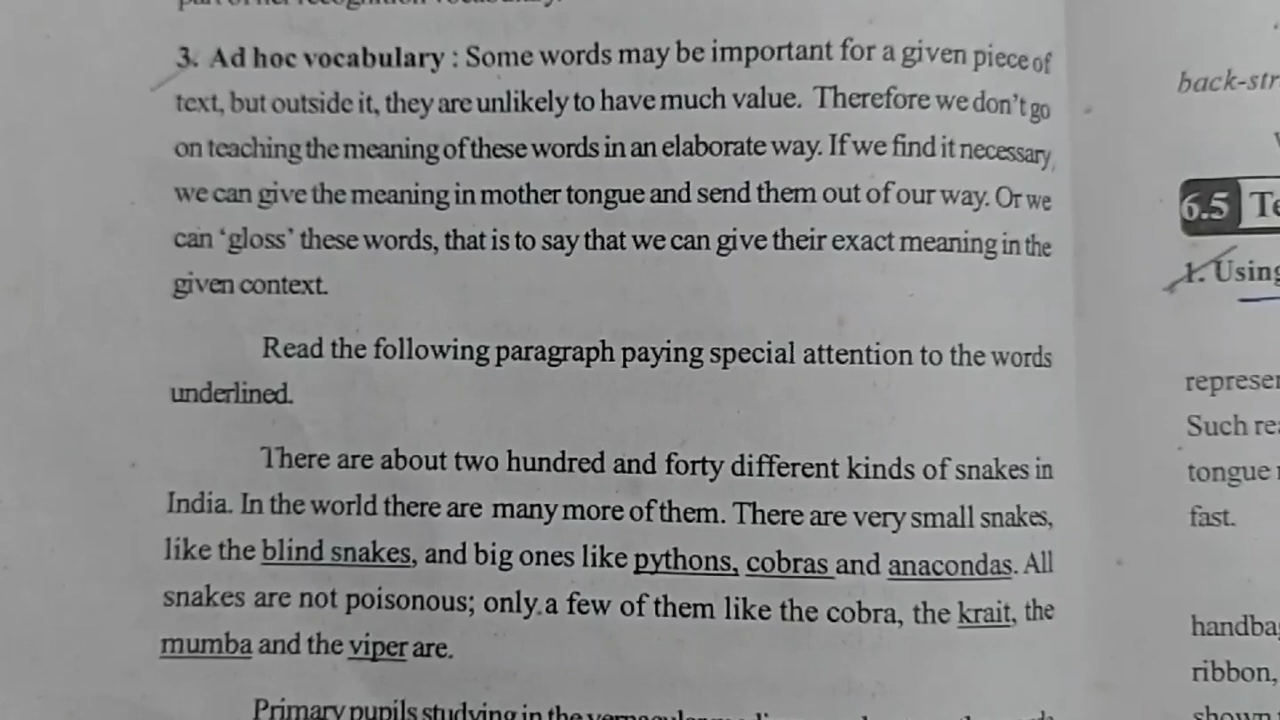 3. Ad hoc vocabulary : Some words may be important for a given piece of
text, but outside it, they are unlikely to have much value. Therefore we don't go
on teaching the meaning of these words in an elaborate way. If we find it necessary,
we can give the meaning in mother tongue and send them out of our way. Or we
can 'gloss' these words, that is to say that we can give their exact meaning in the
given context.
Read the following paragraph paying special attention to the words
underlined.
There are about two hundred and forty different kinds of snakes in
India. In the world there are many more of them. There are very small snakes,
like the blind snakes, and big ones like pythons, cobras and anacondas. All
snakes are not poisonous; only a few of them like the cobra, the krait, the
mumba and the viper are.
Primary pupils studying in the
back-str
6.5 Te
1. Using
represen
Such re
tongue
fast.
handba
ribbon,
shown